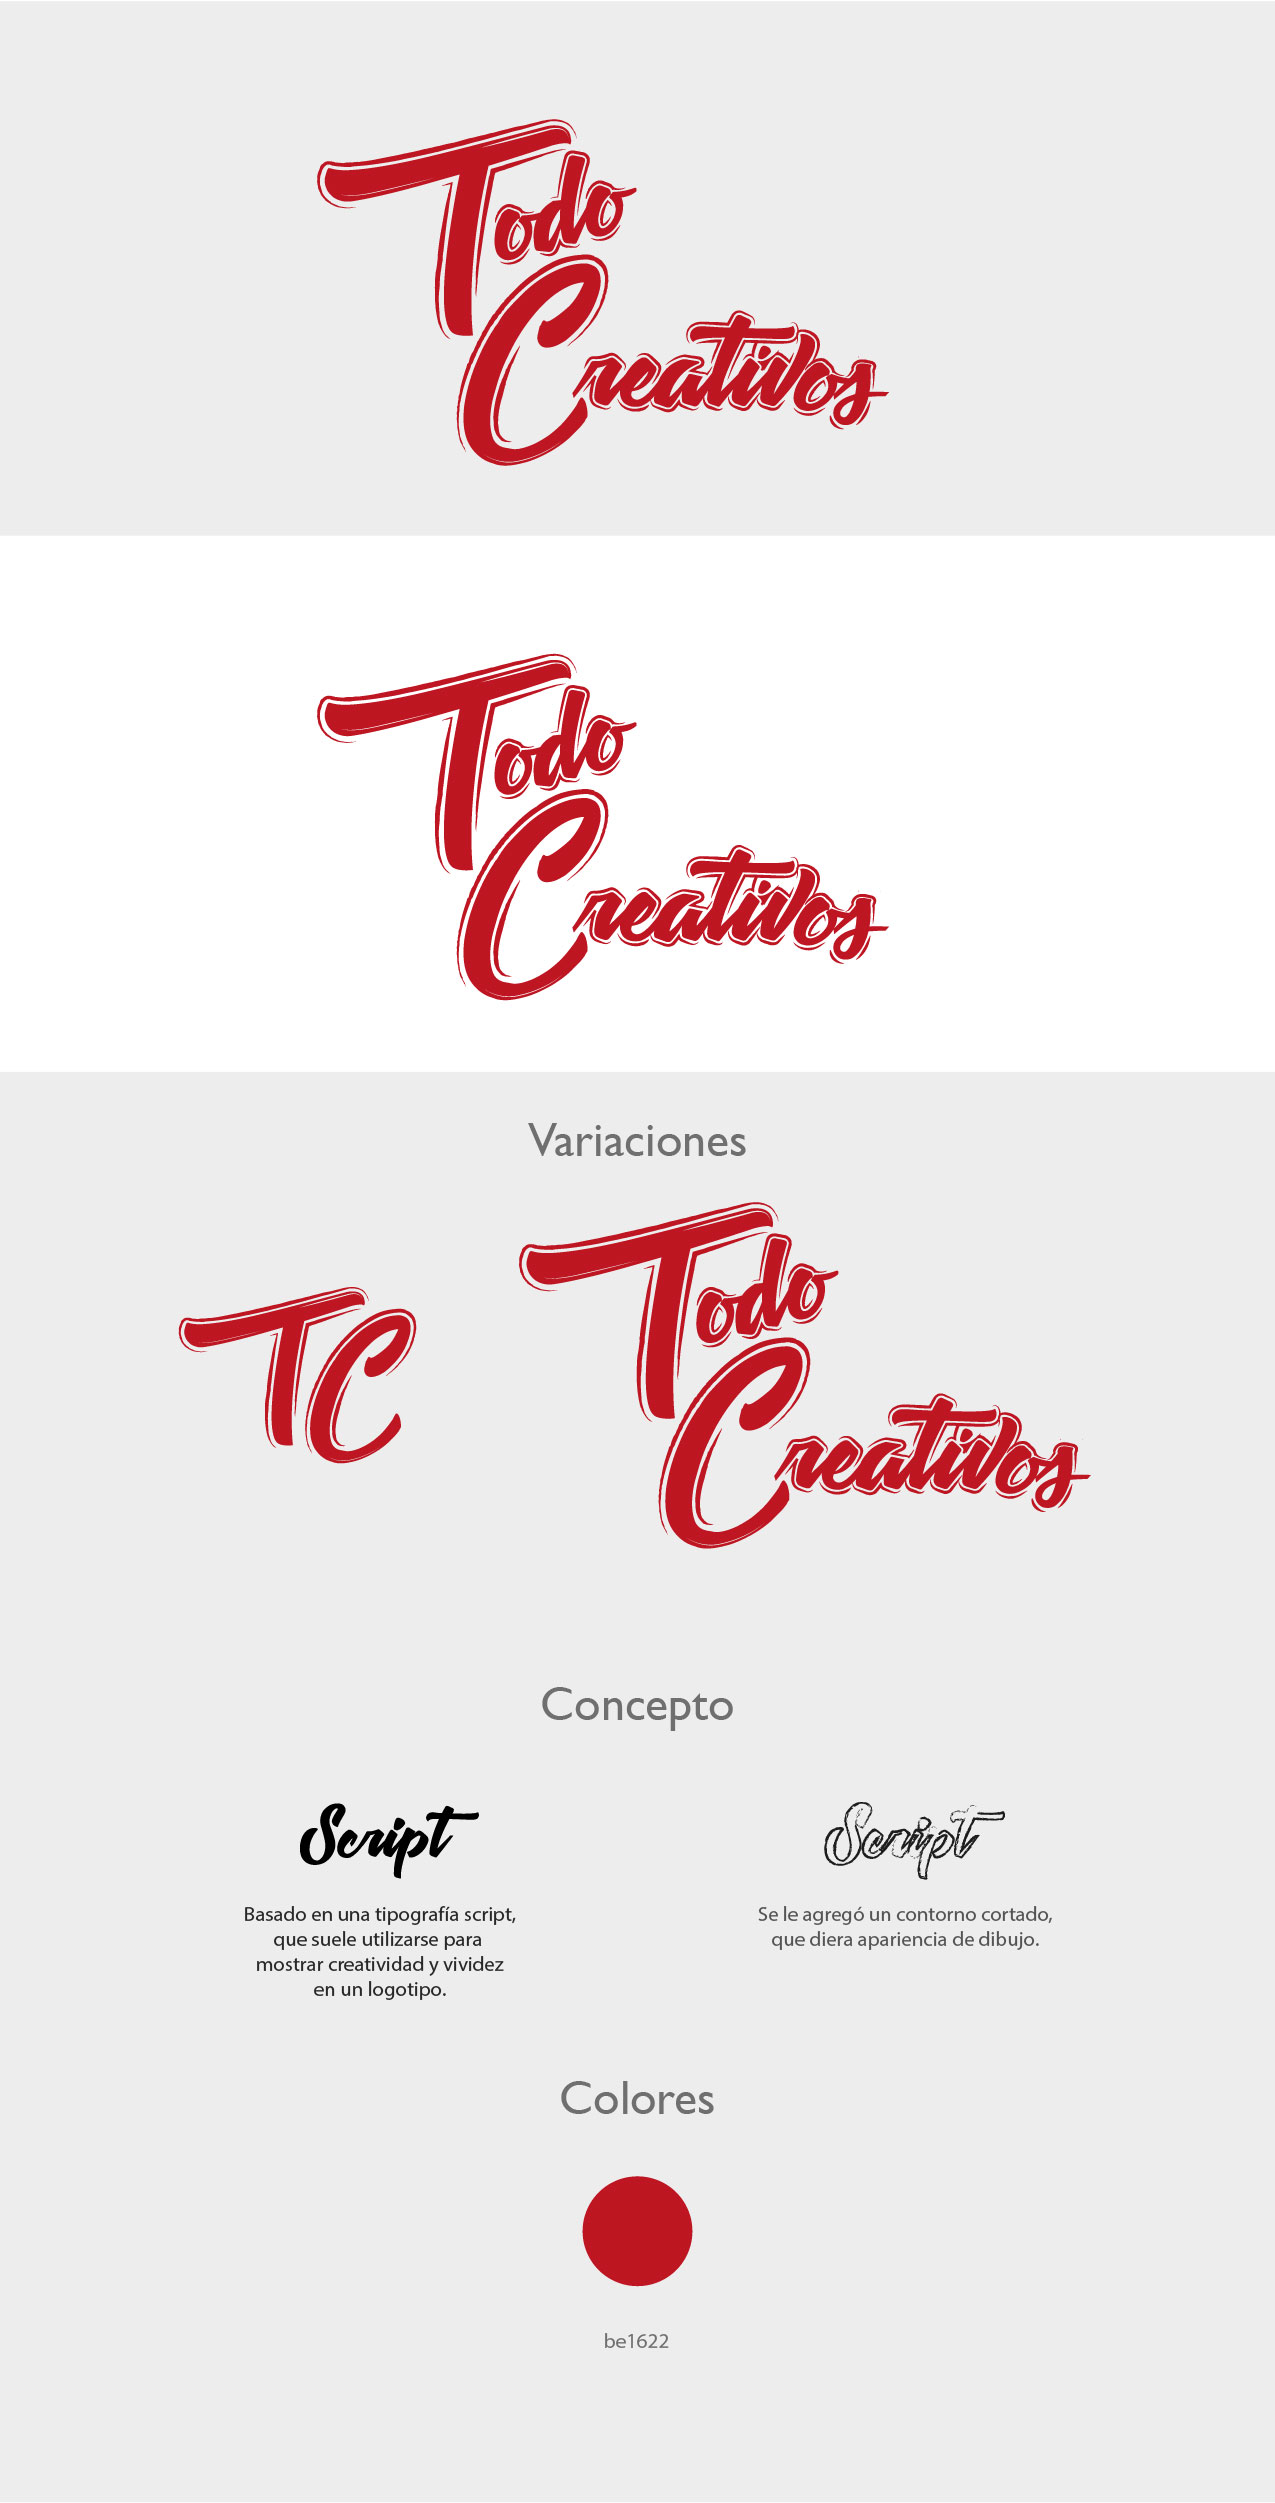 Todo
Creativos
Todo
Creativos
Variaciones
TC
Todo
Creativos
Concepto
Script
Script
Basado en una tipografía script,
que suele utilizarse para
mostrar creatividad y vividez
en un logotipo.
Se le agregó un contorno cortado,
que diera apariencia de dibujo.
Colores
be1622